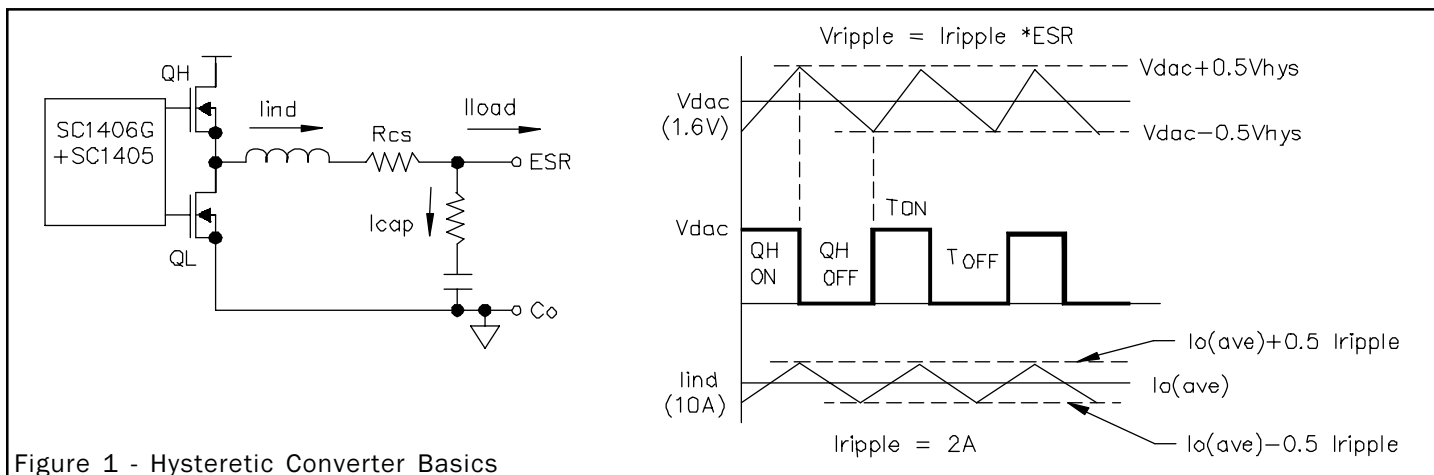 QH
SC1406G
+SC1405
QL
Iind
Rcs
Iload
ESR
Icap
Co
Vripple = Iripple *ESR
Vdac+0.5Vhys
Vdac
(1.6V)
Vdac-0.5Vhys
TON
Vdac
QH
ON
QH
OFF
TOFF
Io(ave)+0.5 Iripple
Iind
(10A)
Io(ave)
Iripple = 2A
Io(ave)-0.5 Iripple
Figure 1 - Hysteretic Converter Basics